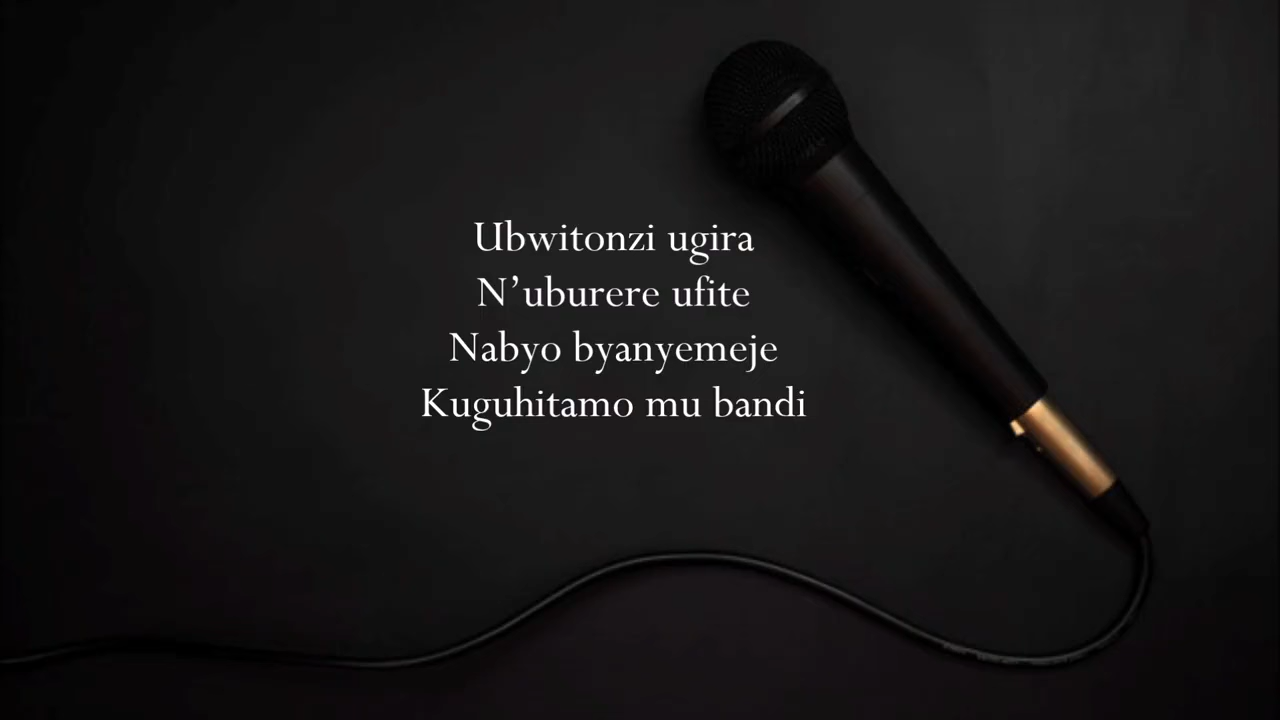 Ubwitonzi ugira
N’uburere ufite
Nabyo byanyemeje
Kuguhitamo mu bandi